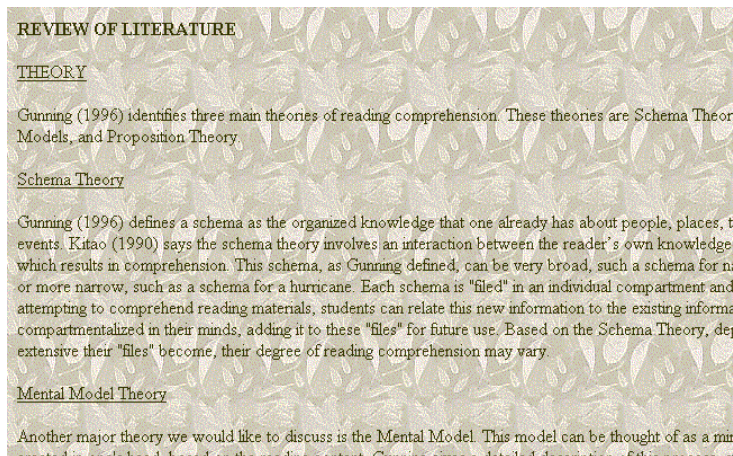 REVIEW OF LITERATURE
THEORY
Gunning (1996) identifies three main theories of reading comprehension. These theories are Schema
Models, and Proposition Theory.
Schema Theory
Gunning (1996) defines a schema as the organized knowledge that one already has about people, places,
events. Kitao (1990) says the schema theory involves an interaction between the reader's own knowledge
which results in comprehension. This schema, as Gunning defined, can be very broad, such a schema for
or more narrow, such as a schema for a hurricane. Each schema is "filed" in an individual compartment and
attempting to comprehend reading materials, students can relate this new information to the existing
compartmentalized in their minds, adding it to these "files" for future use. Based on the Schema Theory,
extensive their "files" become, their degree of reading comprehension may vary.
Mental Model Theory
Another major theory we would like to discuss is the Mental Model. This model can be thought of as a